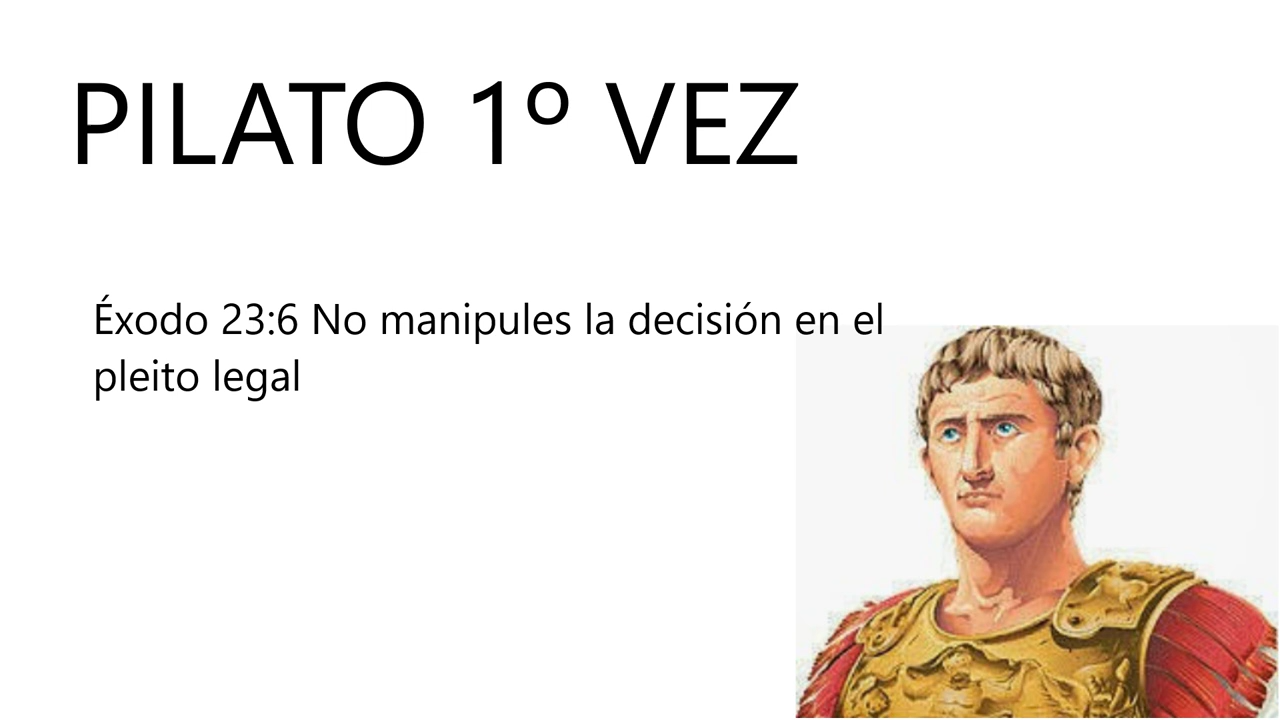 PILATO 1º VEZ
Éxodo 23:6 No manipules la decisión en el
pleito legal